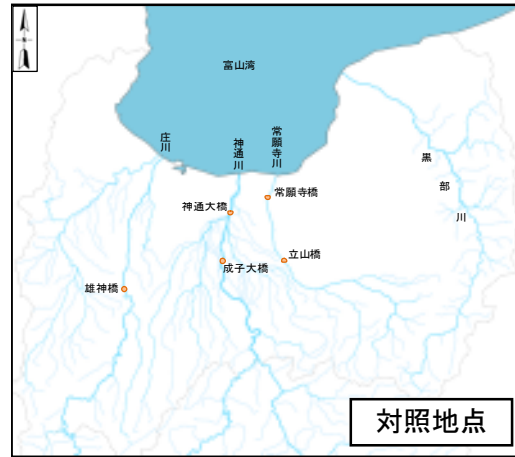 富山湾
庄川
神通川
常願寺川
黒部川
常願寺橋
神通大橋
成子大橋
立山橋
雄神橋
対照地点